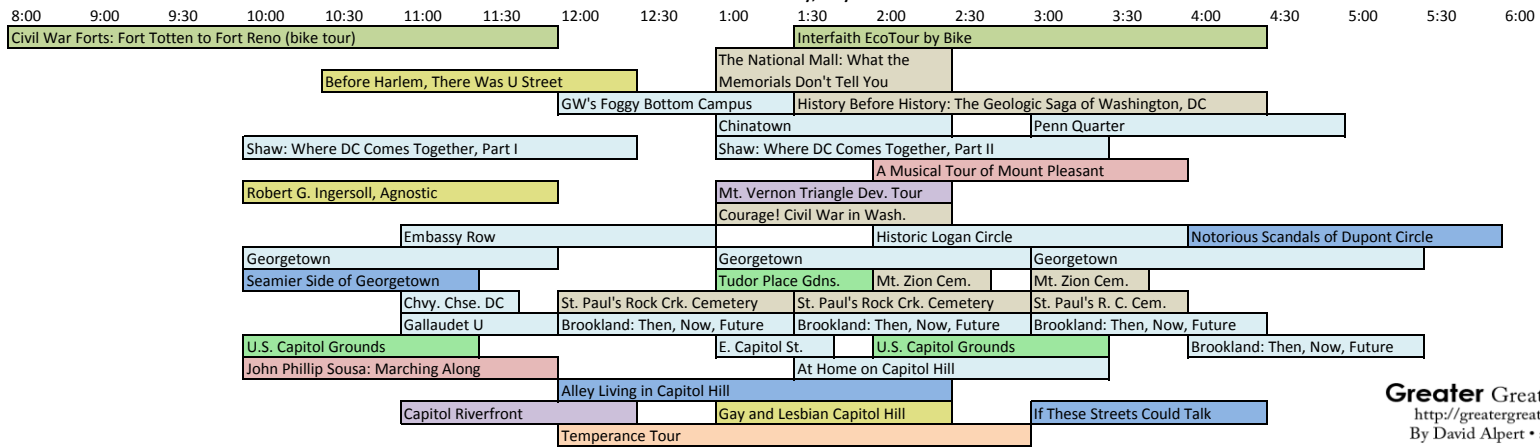 8:00 8:30 9:00 9:30 10:00 10:30 11:00 11:30 12:00 12:30 1:00 1:30 2:00 2:30 3:00 3:30 4:00 4:30 5:00 5:30 6:00
Civil War Forts: Fort Totten to Fort Reno (bike tour) Interfaith EcoTour by Bike
The National Mall: What the
Before Harlem, There Was U Street Memorials Don't Tell You
GW's Foggy Bottom Campus History Before History: The Geologic Saga of Washington, DC
Chinatown Penn Quarter
Shaw: Where DC Comes Together, Part I Shaw: Where DC Comes Together, Part II
A Musical Tour of Mount Pleasant
Robert G. Ingersoll, Agnostic Mt. Vernon Triangle Dev. Tour
Courage! Civil War in Wash.
Embassy Row Historic Logan Circle Notorious Scandals of Dupont Circle
Georgetown Georgetown Georgetown
Seamier Side of Georgetown Tudor Place Gdns. Mt. Zion Cem. Mt. Zion Cem.
Chvy. Chse. DC St. Paul's Rock Crk. Cemetery St. Paul's Rock Crk. Cemetery St. Paul's R. C. Cem.
Gallaudet U Brookland: Then, Now, Future Brookland: Then, Now, Future Brookland: Then, Now, Future
U.S. Capitol Grounds E. Capitol St. U.S. Capitol Grounds Brookland: Then, Now, Future
John Phillip Sousa: Marching Along At Home on Capitol Hill
Alley Living in Capitol Hill
Capitol Riverfront Gay and Lesbian Capitol Hill If These Streets Could Talk
Temperance Tour
Greater Great
http://greatergreat
By David Alpert •